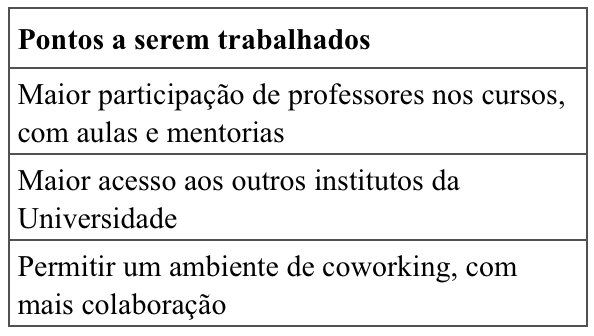 Pontos a serem trabalhados
Maior participação de professores nos cursos,
com aulas e mentorias
Maior acesso aos outros institutos da
Universidade
Permitir um ambiente de coworking, com
mais colaboração